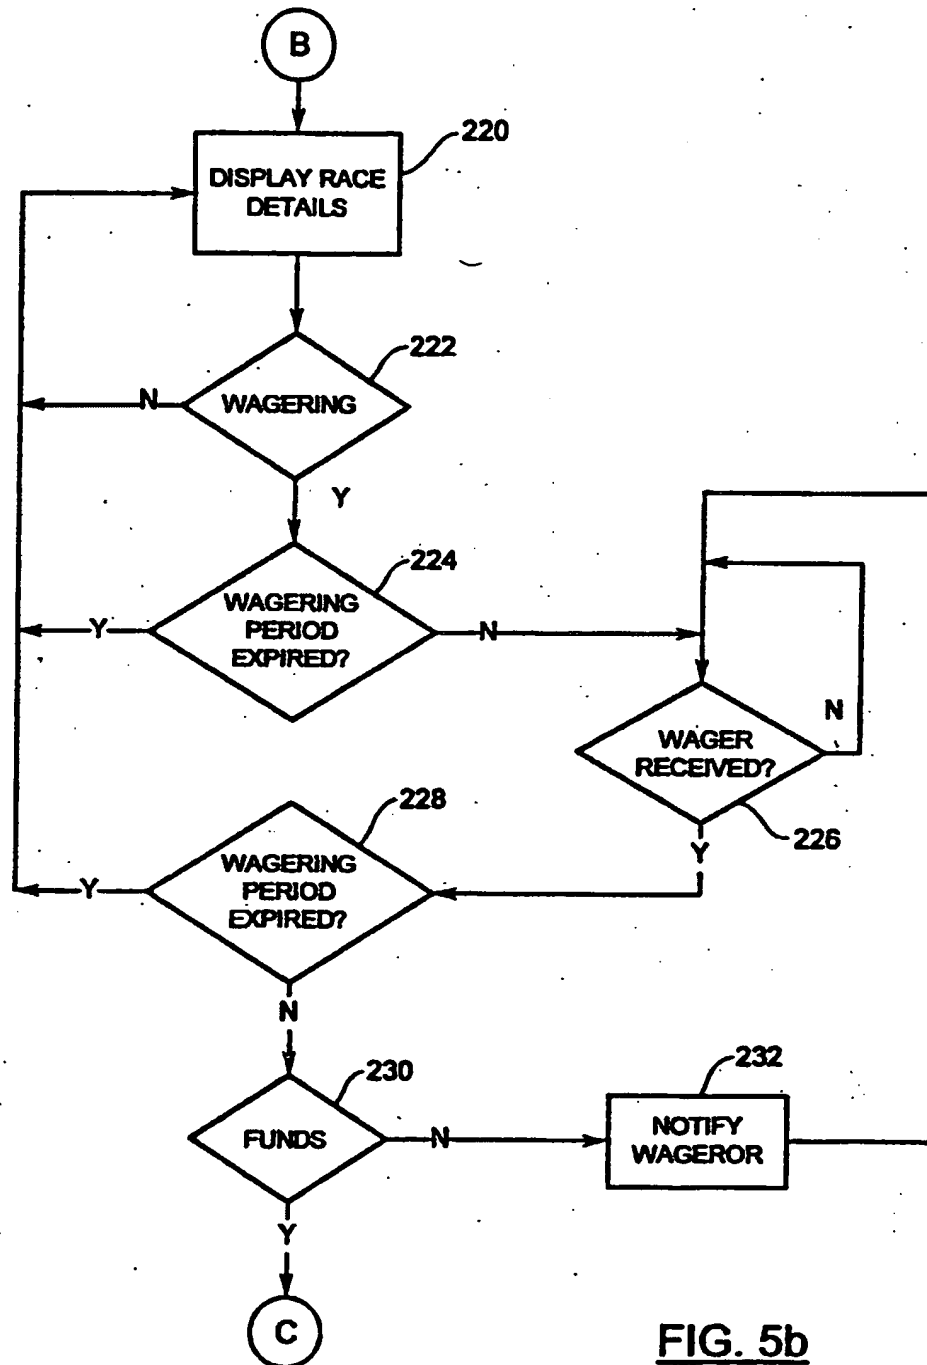 B
220
DISPLAY RACE
DETAILS
222
N
WAGERING
Y
224
WAGERING
PERIOD
EXPIRED?
Y
N
WAGER
RECEIVED?
N
226
Y
228
WAGERING
PERIOD
EXPIRED?
Y
N
230
FUNDS
N
232
NOTIFY
WAGEROR
Y
C
FIG. 5b